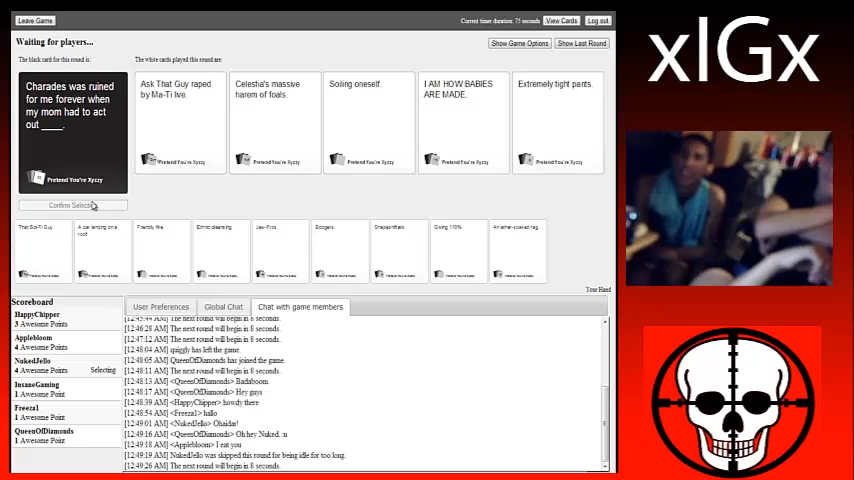 Leave Game
Current timer duration: 75 seconds View Cards Log out
Waiting for players...
Show Game Options Show Last Round
The black card for this round is:
The white cards played this round are:
Charades was ruined
for me forever when
my mom had to act
out ____.
Pretend You're Xyzzy
Ask That Guy raped
by Ma-Ti live.
Pretend You're Xyzzy
Celestia's massive
harem of foals.
Pretend You're Xyzzy
Soiling oneself.
Pretend You're Xyzzy
I AM HOW BABIES
ARE MADE.
Pretend You're Xyzzy
Extremely tight pants.
Pretend You're Xyzzy
Confirm Selection
That Sci-Fi Guy
A car landing on a
roof
Friendly fire.
Ethnic cleansing.
Jew-Fros.
Boogers.
Shapeshifters
Giving 110%.
An ether-soaked rag.
Your Hand
Scoreboard
HappyChipper
3 Awesome Points
Applebloom
4 Awesome Points
NukedJello
4 Awesome Points Selecting
InsaneGaming
1 Awesome Point
Freeza1
1 Awesome Point
QueenOfDiamonds
1 Awesome Point
User Preferences Global Chat Chat with game members
[12:45:44 AM] The next round will begin in 8 seconds.
[12:46:28 AM] The next round will begin in 8 seconds.
[12:47:12 AM] The next round will begin in 8 seconds.
[12:48:04 AM] quiggly has left the game.
[12:48:05 AM] QueenOfDiamonds has joined the game.
[12:48:11 AM] The next round will begin in 8 seconds.
[12:48:13 AM] <QueenOfDiamonds> Badaboom.
[12:48:17 AM] <QueenOfDiamonds> Hey guys
[12:48:39 AM] <HappyChipper> howdy there
[12:48:54 AM] <Freeza1> hallo
[12:49:01 AM] <NukedJello> Ohaidar!
[12:49:16 AM] <QueenOfDiamonds> Oh hey Nuked. :u
[12:49:18 AM] <Applebloom> I eat you
[12:49:19 AM] NukedJello was skipped this round for being idle for too long.
[12:49:26 AM] The next round will begin in 8 seconds.
xIGx